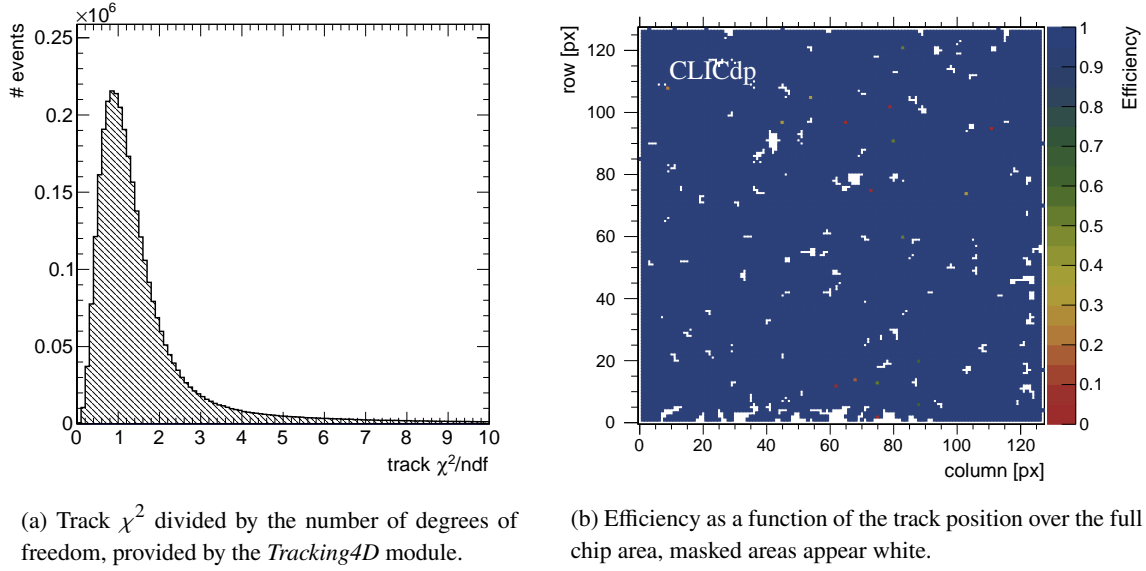 ×10⁶
# events
0.25
0.2
0.15
0.1
0.05
0
0 1 2 3 4 5 6 7 8 9 10
track χ²/ndf
CLICdp
row [px]
120
100
80
60
40
20
0
0 20 40 60 80 100 120
column [px]
Efficiency
1
0.9
0.8
0.7
0.6
0.5
0.4
0.3
0.2
0.1
0
(a) Track χ² divided by the number of degrees of
freedom, provided by the Tracking4D module.
(b) Efficiency as a function of the track position over the full
chip area, masked areas appear white.